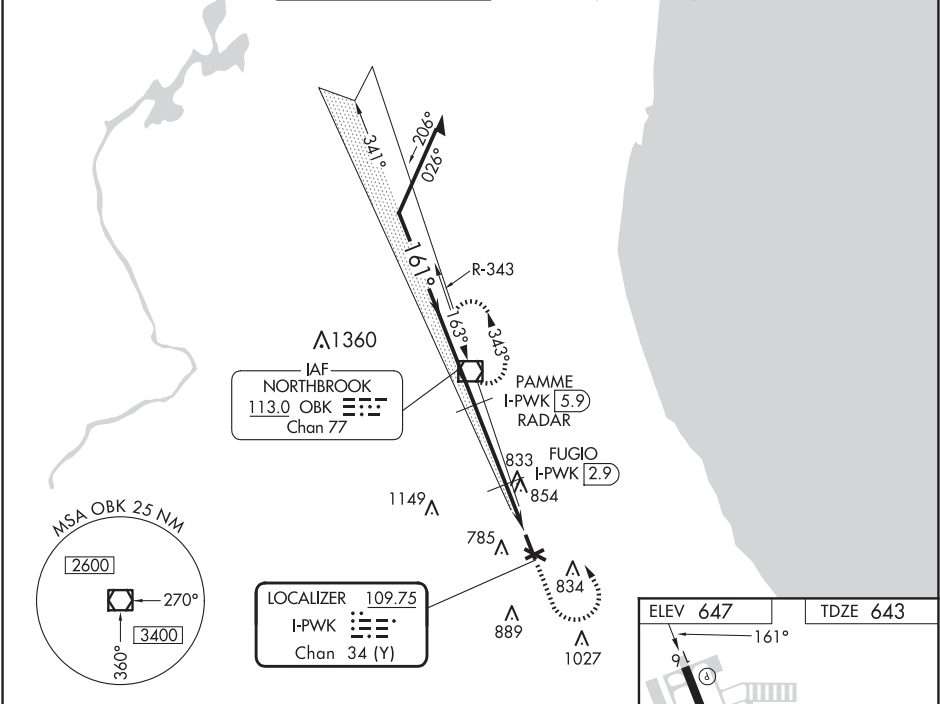 341°
206°
026°
161°
R-343
163°
343°
1360
IAF
NORTHBROOK
113.0 OBK
Chan 77
PAMME
I-PWK 5.9
RADAR
FUGIO
I-PWK 2.9
833
854
1149
785
834
889
1027
MSA OBK 25 NM
2600
270°
3400
360°
LOCALIZER 109.75
I-PWK
Chan 34 (Y)
ELEV 647
TDZE 643
161°
16
P